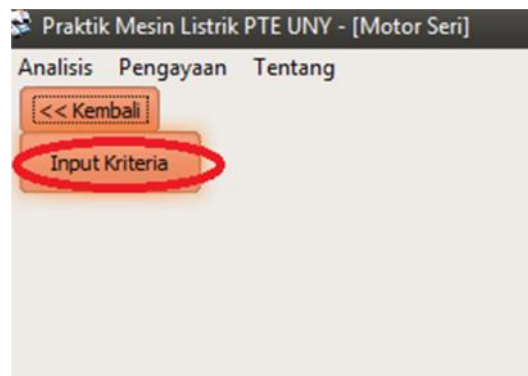 Praktik Mesin Listrik PTE UNY - [Motor Seri]
Analisis Pengayaan Tentang
<< Kembali
Input Kriteria